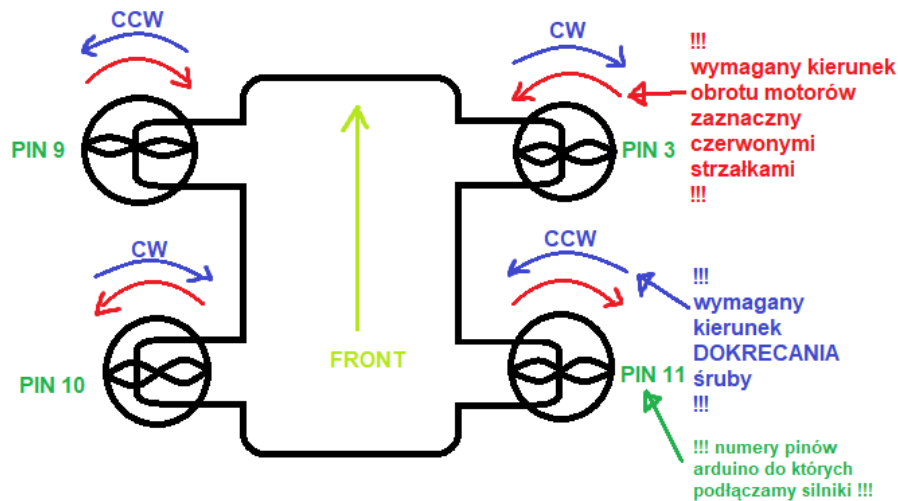 CCW
CW
!!!
wymagany kierunek
obrotu motorów
zaznaczny
czerwonymi
strzałkami
!!!
PIN 9
PIN 3
CW
CCW
!!!
wymagany
kierunek
DOKRECANIA
śruby
!!!
FRONT
PIN 10
PIN 11
!!! numery pinów
arduino do których
podłączamy silniki !!!